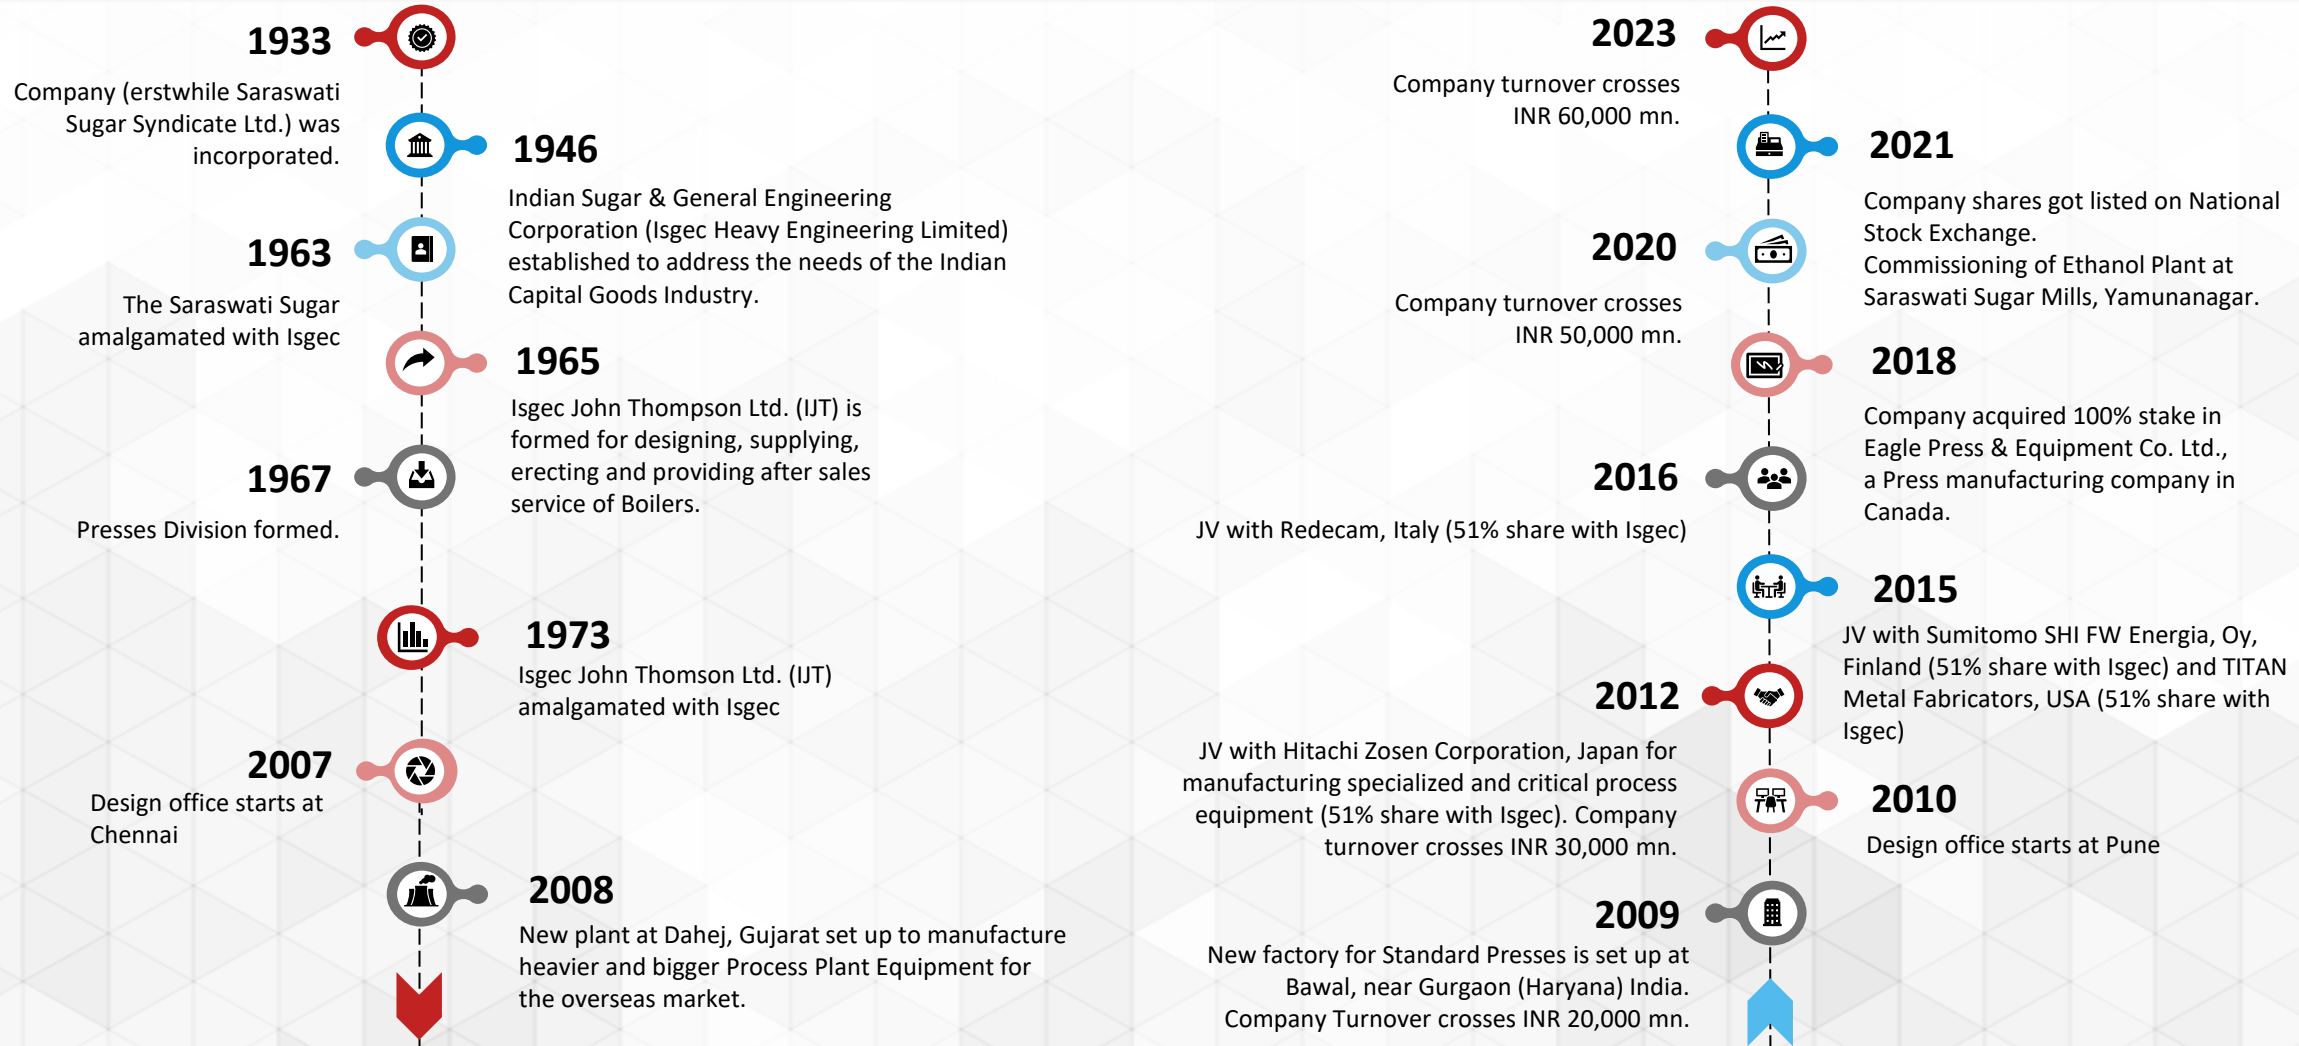 1933
Company (erstwhile Saraswati
Sugar Syndicate Ltd.) was
incorporated.
1946
Indian Sugar & General Engineering
Corporation (Isgec Heavy Engineering Limited)
established to address the needs of the Indian
Capital Goods Industry.
1963
The Saraswati Sugar
amalgamated with Isgec
1965
Isgec John Thompson Ltd. (IJT) is
formed for designing, supplying,
erecting and providing after sales
service of Boilers.
1967
Presses Division formed.
1973
Isgec John Thomson Ltd. (IJT)
amalgamated with Isgec
2007
Design office starts at
Chennai
2008
New plant at Dahej, Gujarat set up to manufacture
heavier and bigger Process Plant Equipment for
the overseas market.
2023
Company turnover crosses
INR 60,000 mn.
2021
Company shares got listed on National
Stock Exchange.
Commissioning of Ethanol Plant at
Saraswati Sugar Mills, Yamunanagar.
2020
Company turnover crosses
INR 50,000 mn.
2018
Company acquired 100% stake in
Eagle Press & Equipment Co. Ltd.,
a Press manufacturing company in
Canada.
2016
JV with Redecam, Italy (51% share with Isgec)
2015
JV with Sumitomo SHI FW Energia, Oy,
Finland (51% share with Isgec) and TITAN
Metal Fabricators, USA (51% share with
Isgec)
2012
JV with Hitachi Zosen Corporation, Japan for
manufacturing specialized and critical process
equipment (51% share with Isgec). Company
turnover crosses INR 30,000 mn.
2010
Design office starts at Pune
2009
New factory for Standard Presses is set up at
Bawal, near Gurgaon (Haryana) India.
Company Turnover crosses INR 20,000 mn.